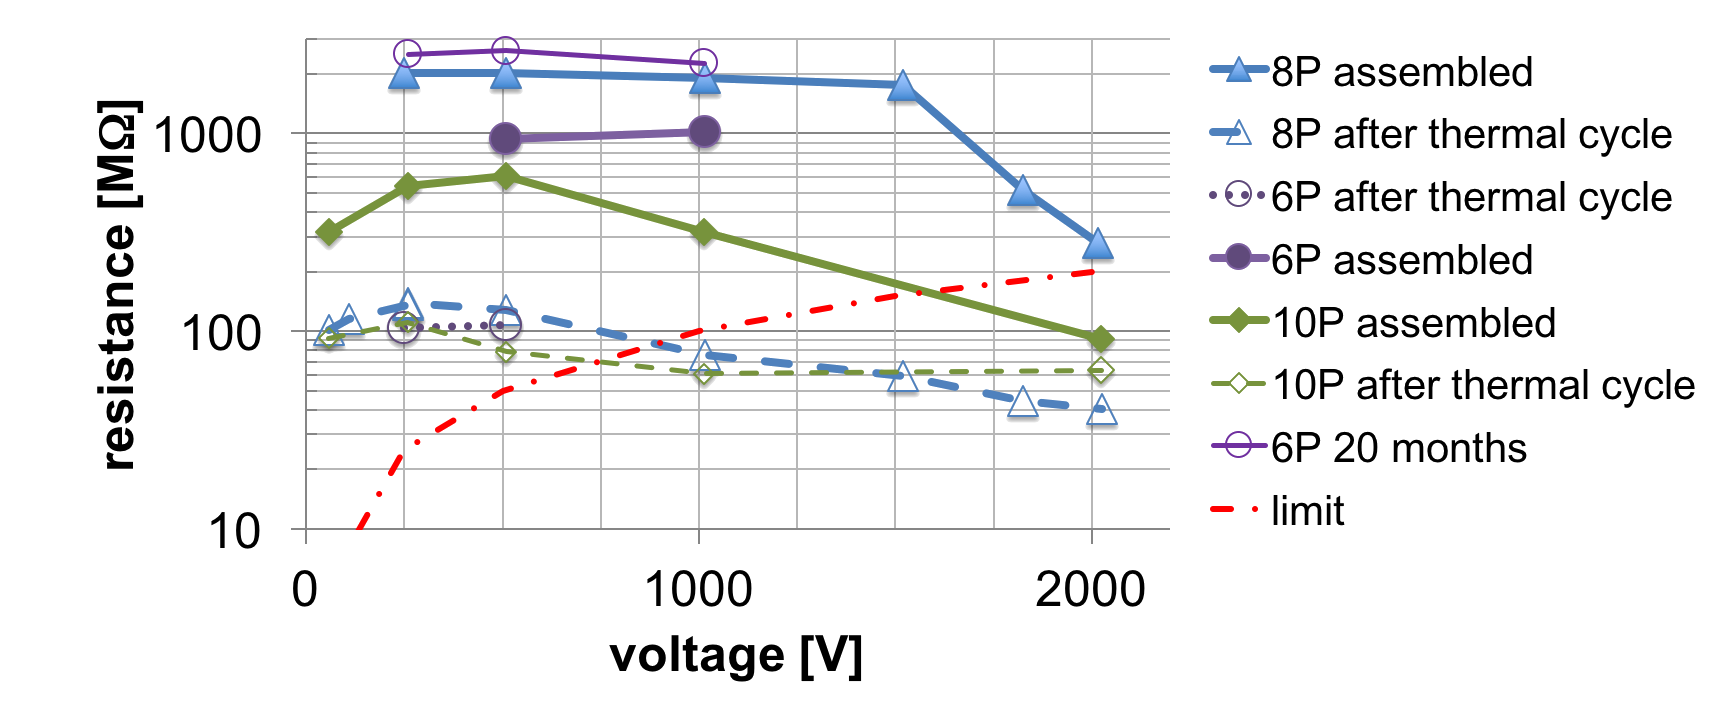 resistance [MΩ]
1000
100
10
0
1000
2000
voltage [V]
8P assembled
8P after thermal cycle
6P after thermal cycle
6P assembled
10P assembled
10P after thermal cycle
6P 20 months
limit